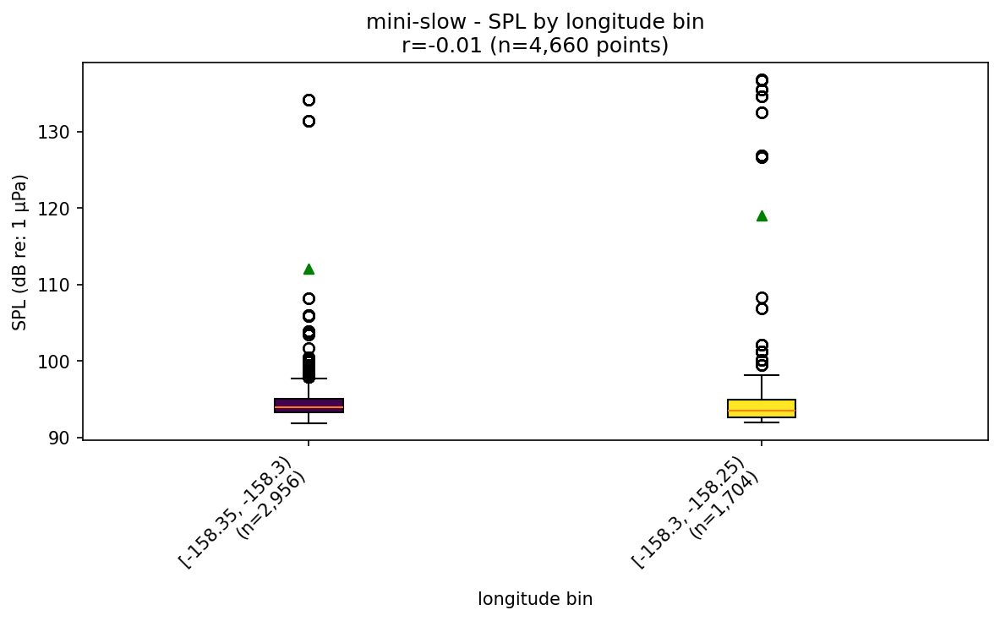 mini-slow - SPL by longitude bin
r=-0.01 (n=4,660 points)
SPL (dB re: 1 μPa)
130
120
110
100
90
[-158.35, -158.3)
(n=2,956)
[-158.3, -158.25)
(n=1,704)
longitude bin